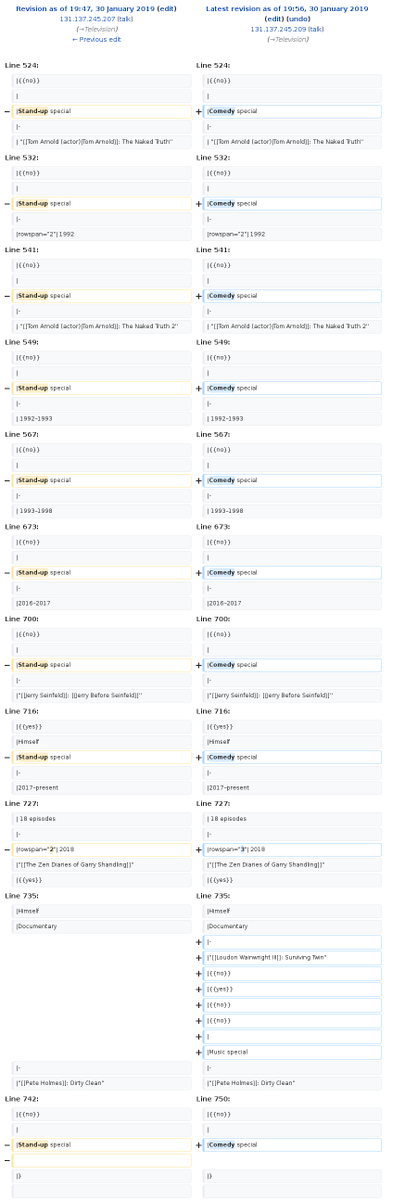 Revision as of 19:47, 30 January 2019 (edit)
131.137.245.207 (talk)
(→Television)
← Previous edit
Latest revision as of 19:56, 30 January 2019
(edit) (undo)
131.137.245.209 (talk)
(→Television)
Line 524:
Line 524:
|{{no}}
|{{no}}
|
|
− |Stand-up special
+ |Comedy special
|-
|-
| "[[Tom Arnold (actor)|Tom Arnold]]: The Naked Truth"
| "[[Tom Arnold (actor)|Tom Arnold]]: The Naked Truth"
Line 532:
Line 532:
|{{no}}
|{{no}}
|
|
− |Stand-up special
+ |Comedy special
|-
|-
|rowspan="2"| 1992
|rowspan="2"| 1992
Line 541:
Line 541:
|{{no}}
|{{no}}
|
|
− |Stand-up special
+ |Comedy special
|-
|-
| "[[Tom Arnold (actor)|Tom Arnold]]: The Naked Truth 2"
| "[[Tom Arnold (actor)|Tom Arnold]]: The Naked Truth 2"
Line 549:
Line 549:
|{{no}}
|{{no}}
|
|
− |Stand-up special
+ |Comedy special
|-
|-
| 1992–1993
| 1992–1993
Line 567:
Line 567:
|{{no}}
|{{no}}
|
|
− |Stand-up special
+ |Comedy special
|-
|-
| 1993–1998
| 1993–1998
Line 673:
Line 673:
|{{no}}
|{{no}}
|
|
− |Stand-up special
+ |Comedy special
|-
|-
|2016–2017
|2016–2017
Line 700:
Line 700:
|{{no}}
|{{no}}
|
|
− |Stand-up special
+ |Comedy special
|-
|-
|"[[Jerry Seinfeld]]: [[Jerry Before Seinfeld]]"
|"[[Jerry Seinfeld]]: [[Jerry Before Seinfeld]]"
Line 716:
Line 716:
|{{yes}}
|{{yes}}
|Himself
|Himself
− |Stand-up special
+ |Comedy special
|-
|-
|2017–present
|2017–present
Line 727:
Line 727:
| 18 episodes
| 18 episodes
|-
|-
− |rowspan="2"| 2018
+ |rowspan="3"| 2018
|"[[The Zen Diaries of Garry Shandling]]"
|"[[The Zen Diaries of Garry Shandling]]"
|{{yes}}
|{{yes}}
Line 735:
Line 735:
|Himself
|Himself
|Documentary
|Documentary
+ |-
+ |"[[Loudon Wainwright III]]: Surviving Twin"
+ |{{no}}
+ |{{yes}}
+ |{{no}}
+ |{{no}}
+ |
+ |Music special
|-
|-
|"[[Pete Holmes]]: Dirty Clean"
|"[[Pete Holmes]]: Dirty Clean"
Line 742:
Line 750:
|{{no}}
|{{no}}
|
|
− |Stand-up special
+ |Comedy special
−
|}
|}